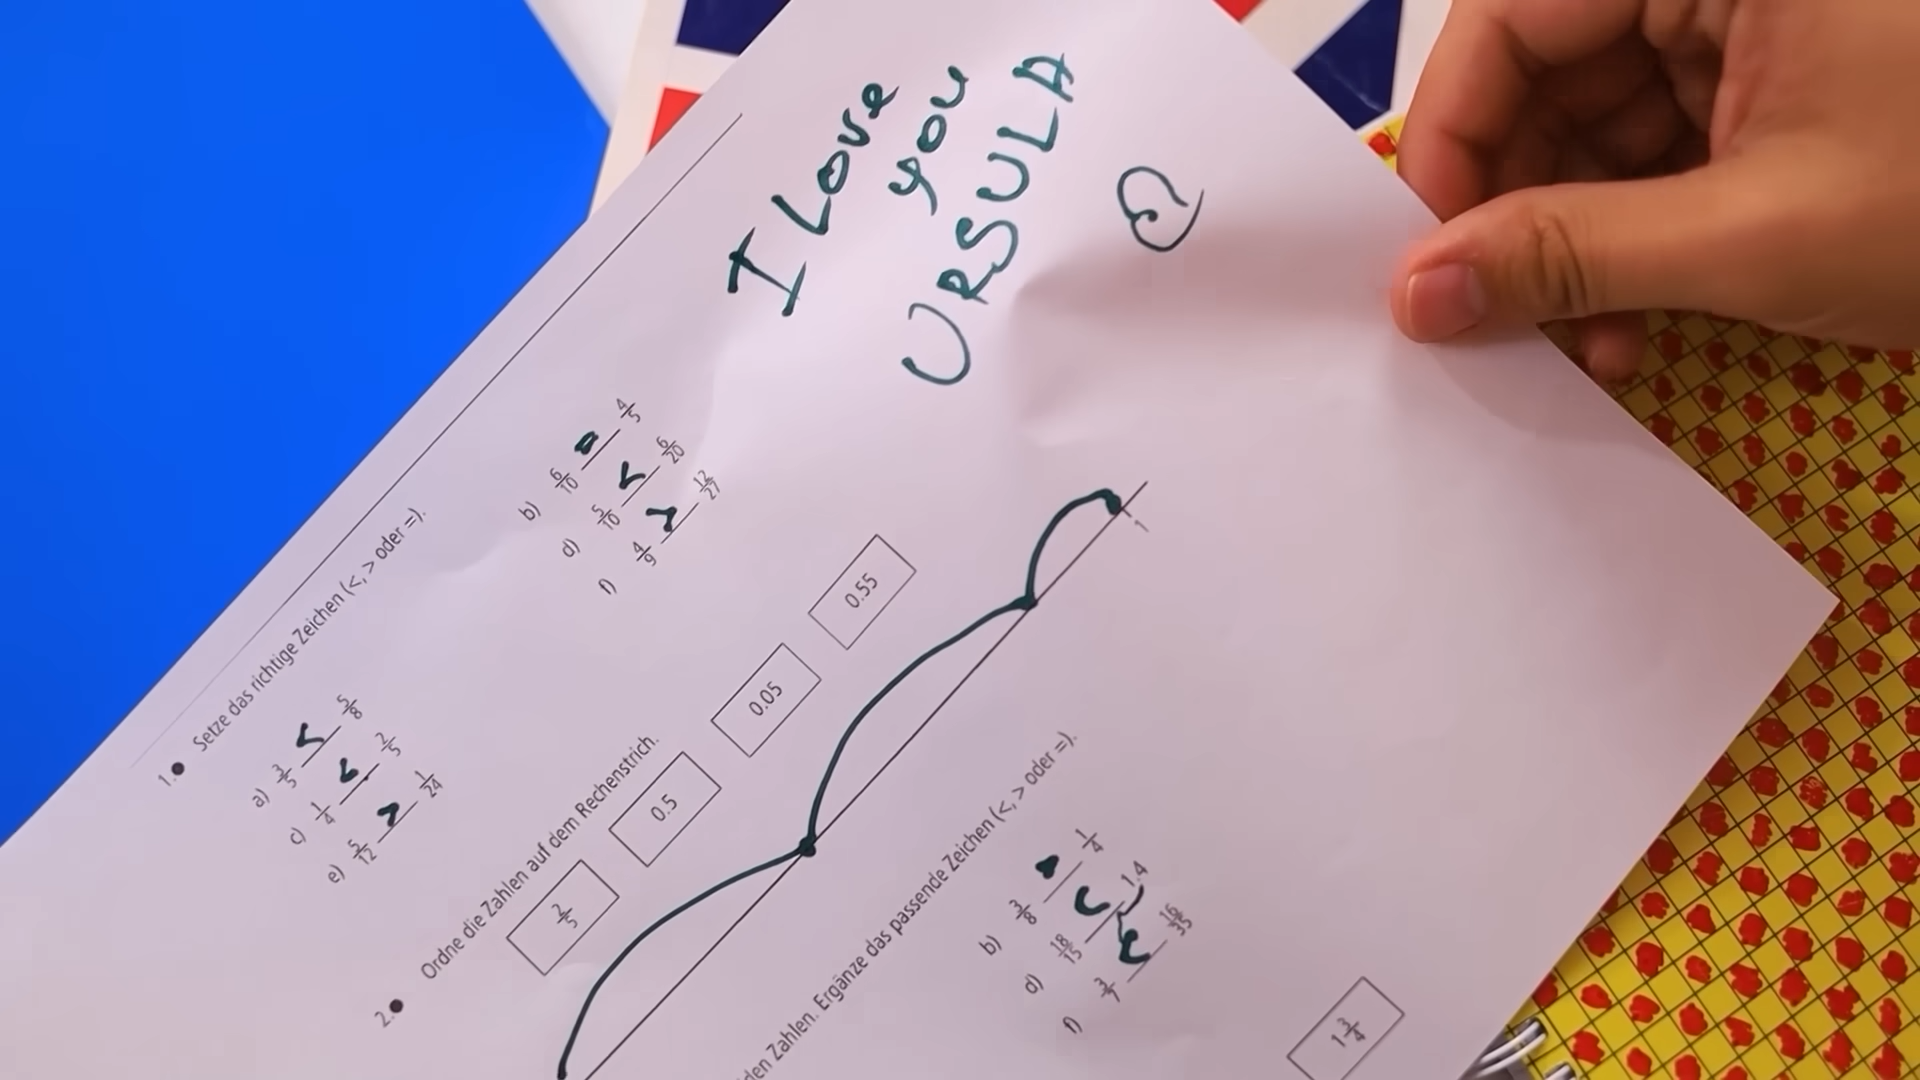 I Love
you
URSULA
1. Setze das richtige Zeichen (<, > oder =).
a) 3/5 < 5/8
b) 6/10 4/5
c) 1/4 2/5
d) 5/10 < 6/20
e) 5/12 > 1/24
f) 4/9 > 12/27
2. Ordne die Zahlen auf dem Rechenstrich.
2/5 0.5 0.05 0.55
1
den Zahlen. Ergänze das passende Zeichen (<, > oder =).
b) 3/8 1/4
d) 18/15 < 1.4
f) 3/7 < 16/35
1 3/4